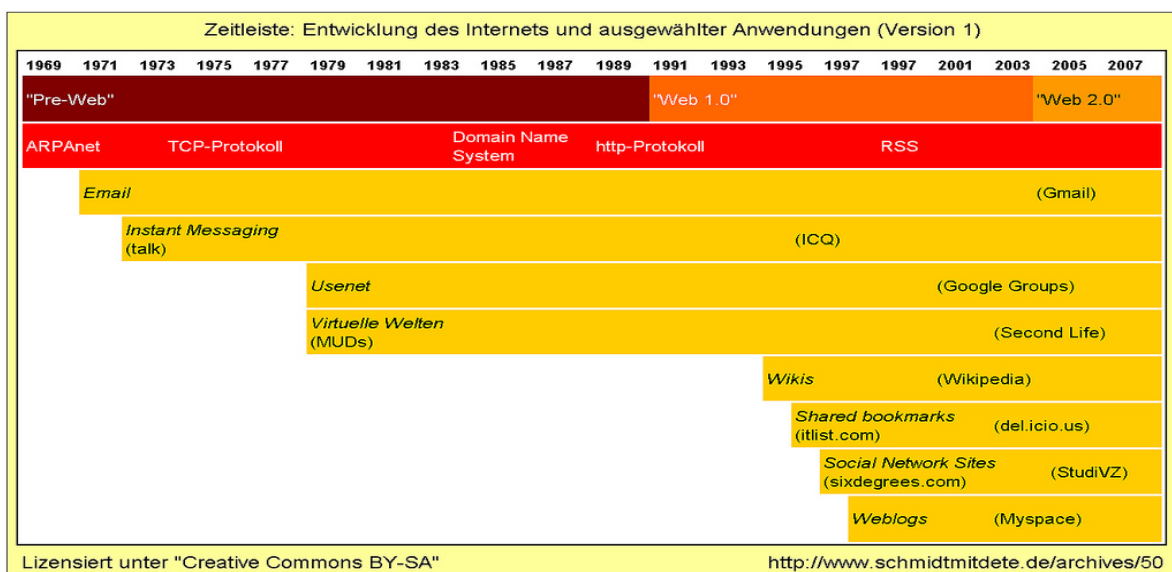 Zeitleiste: Entwicklung des Internets und ausgewählter Anwendungen (Version 1)
1969 1971 1973 1975 1977 1979 1981 1983 1985 1987 1989 1991 1993 1995 1997 1997 2001 2003 2005 2007
"Pre-Web" "Web 1.0" "Web 2.0"
ARPAnet TCP-Protokoll Domain Name System http-Protokoll RSS
Email (Gmail)
Instant Messaging (talk) (ICQ)
Usenet (Google Groups)
Virtuelle Welten (MUDs) (Second Life)
Wikis (Wikipedia)
Shared bookmarks (itlist.com) (del.icio.us)
Social Network Sites (sixdegrees.com) (StudiVZ)
Weblogs (Myspace)
Lizensiert unter "Creative Commons BY-SA" http://www.schmidtmitdete.de/archives/50